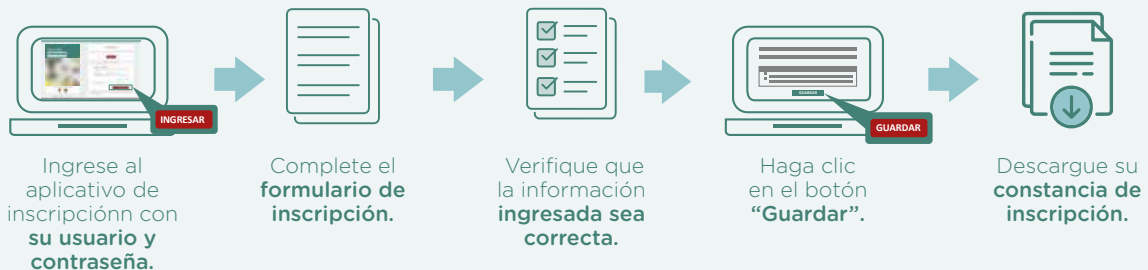 INGRESAR
Ingrese al
aplicativo de
inscripciónn con
su usuario y
contraseña.
Complete el
formulario de
inscripción.
Verifique que
la información
ingresada sea
correcta.
GUARDAR
GUARDAR
Haga clic
en el botón
“Guardar”.
Descargue su
constancia de
inscripción.